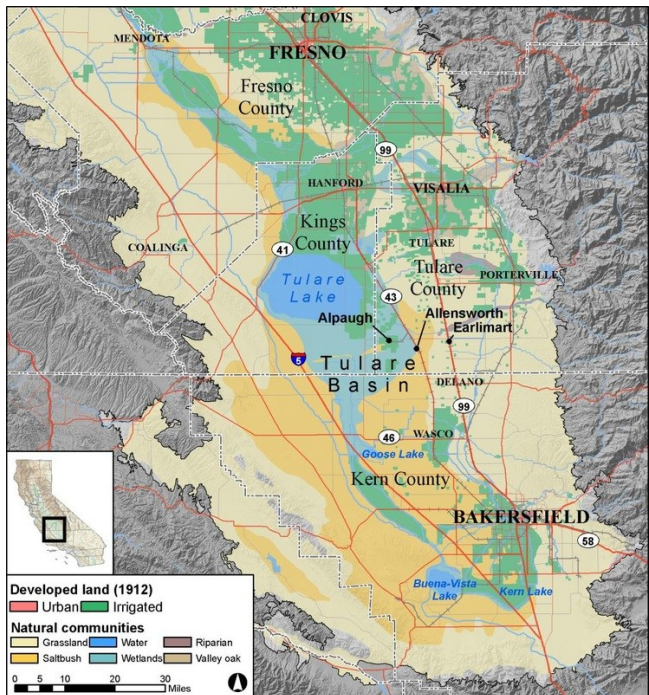 CLOVIS
MENDOTA
FRESNO
Fresno
County
99
HANFORD
VISALIA
Kings
County
COALINGA
41
TULARE
Tulare
County
PORTERVILLE
Tulare
Lake
43
Alpaugh
Allensworth
Earlimart
5
Tulare
Basin
DELANO
99
46
WASCO
Goose Lake
Kern County
BAKERSFIELD
58
Buena-Vista
Lake
Kern Lake
Developed land (1912)
Urban Irrigated
Natural communities
Grassland Water Riparian
Saltbush Wetlands Valley oak
0 5 10 20 30
Miles